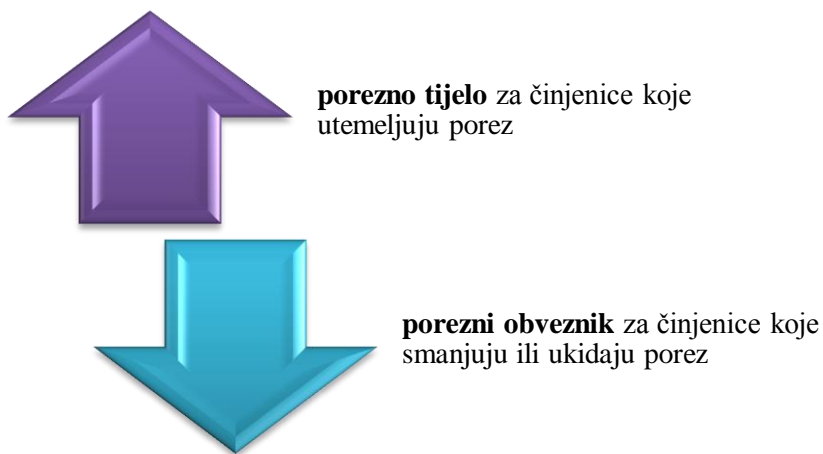 porezno tijelo za činjenice koje
utemeljuju porez
porezni obveznik za činjenice koje
smanjuju ili ukidaju porez